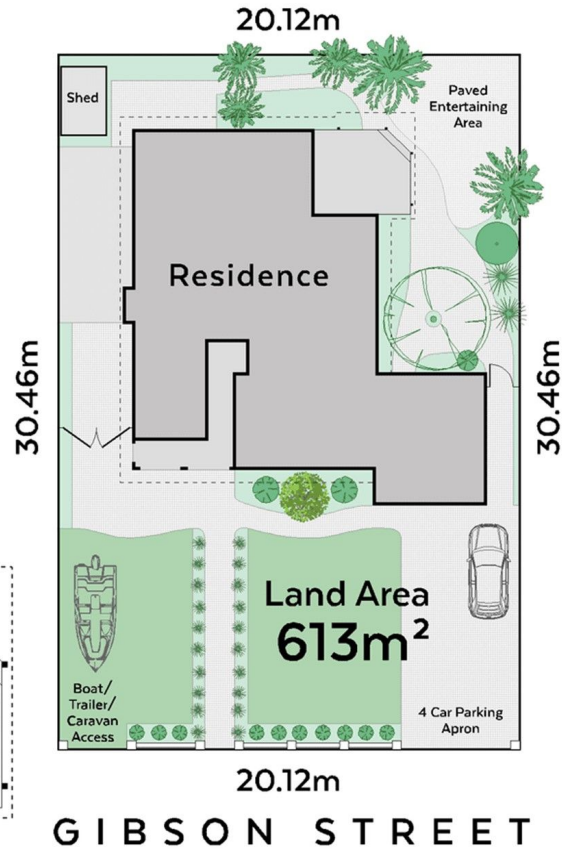 20.12m
Shed
Paved
Entertaining
Area
Residence
30.46m
30.46m
Land Area
613m²
Boat/
Trailer/
Caravan
Access
4 Car Parking
Apron
20.12m
GIBSON STREET